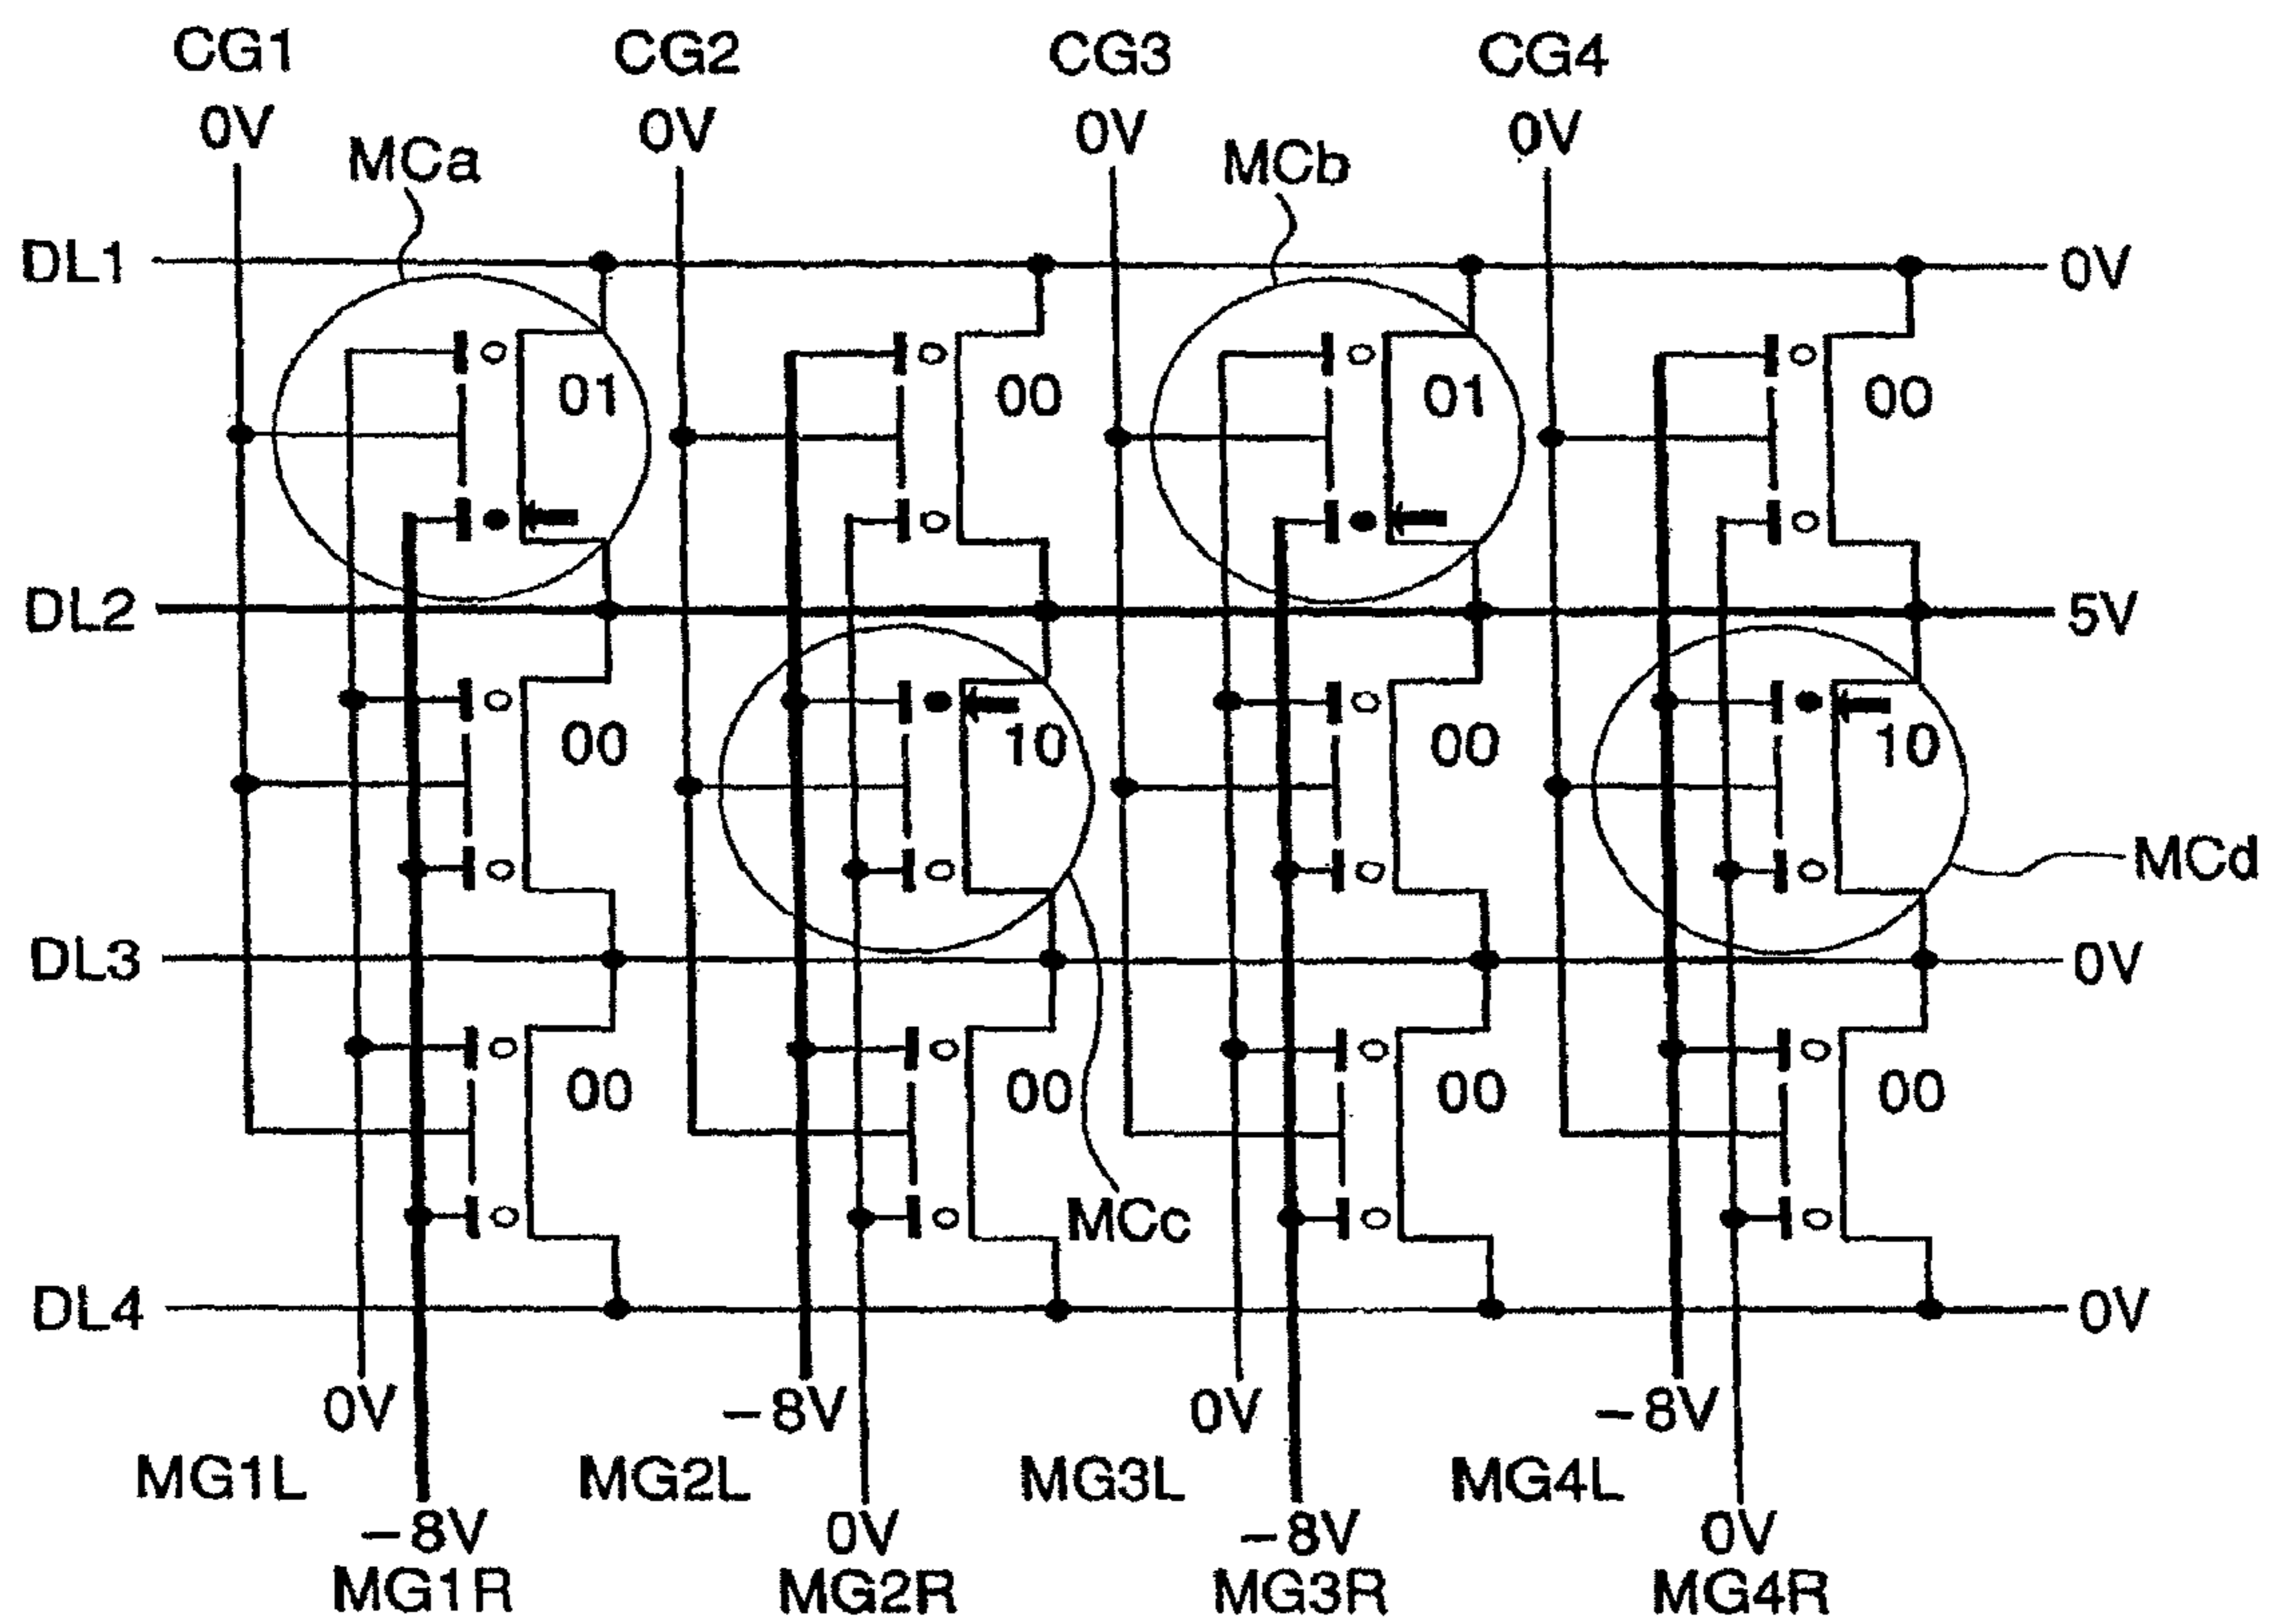 CG1 CG2 CG3 CG4
0V 0V 0V 0V
MCa MCb
DL1 0V
01 00 01 00
DL2 5V
00 10 00 10
MCd
DL3 0V
00 00 00 00
MCc
DL4 0V
0V -8V 0V -8V
MG1L MG2L MG3L MG4L
-8V 0V -8V 0V
MG1R MG2R MG3R MG4R